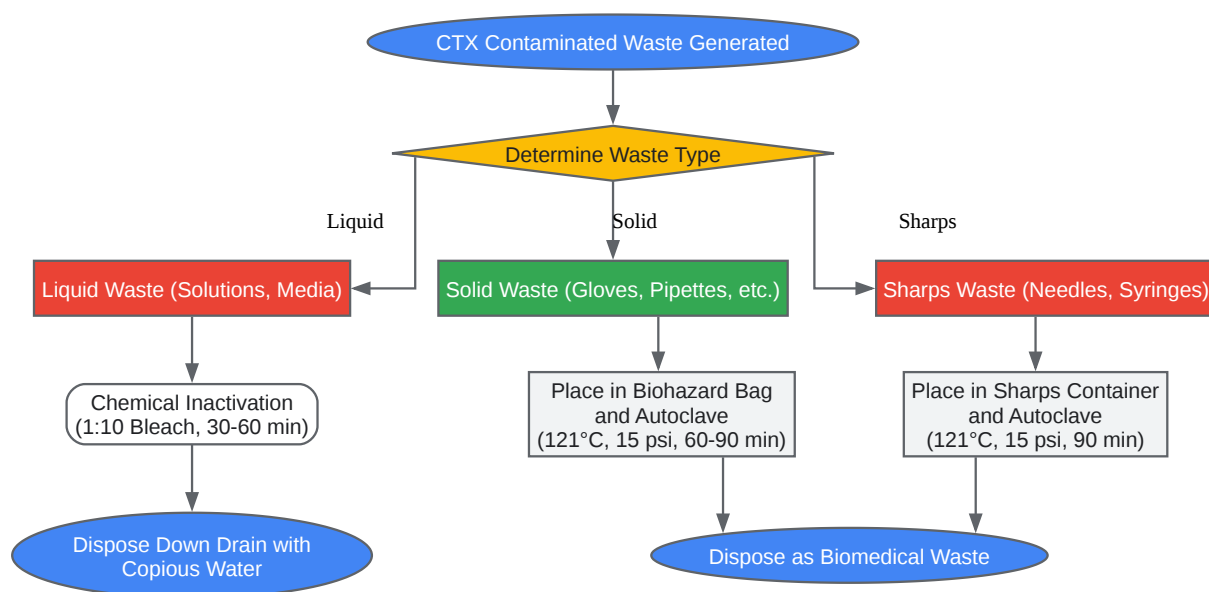 CTX Contaminated Waste Generated
Determine Waste Type
Liquid
Solid
Sharps
Liquid Waste (Solutions, Media)
Solid Waste (Gloves, Pipettes, etc.)
Sharps Waste (Needles, Syringes)
Chemical Inactivation
(1:10 Bleach, 30-60 min)
Place in Biohazard Bag
and Autoclave
(121°C, 15 psi, 60-90 min)
Place in Sharps Container
and Autoclave
(121°C, 15 psi, 90 min)
Dispose Down Drain with
Copious Water
Dispose as Biomedical Waste